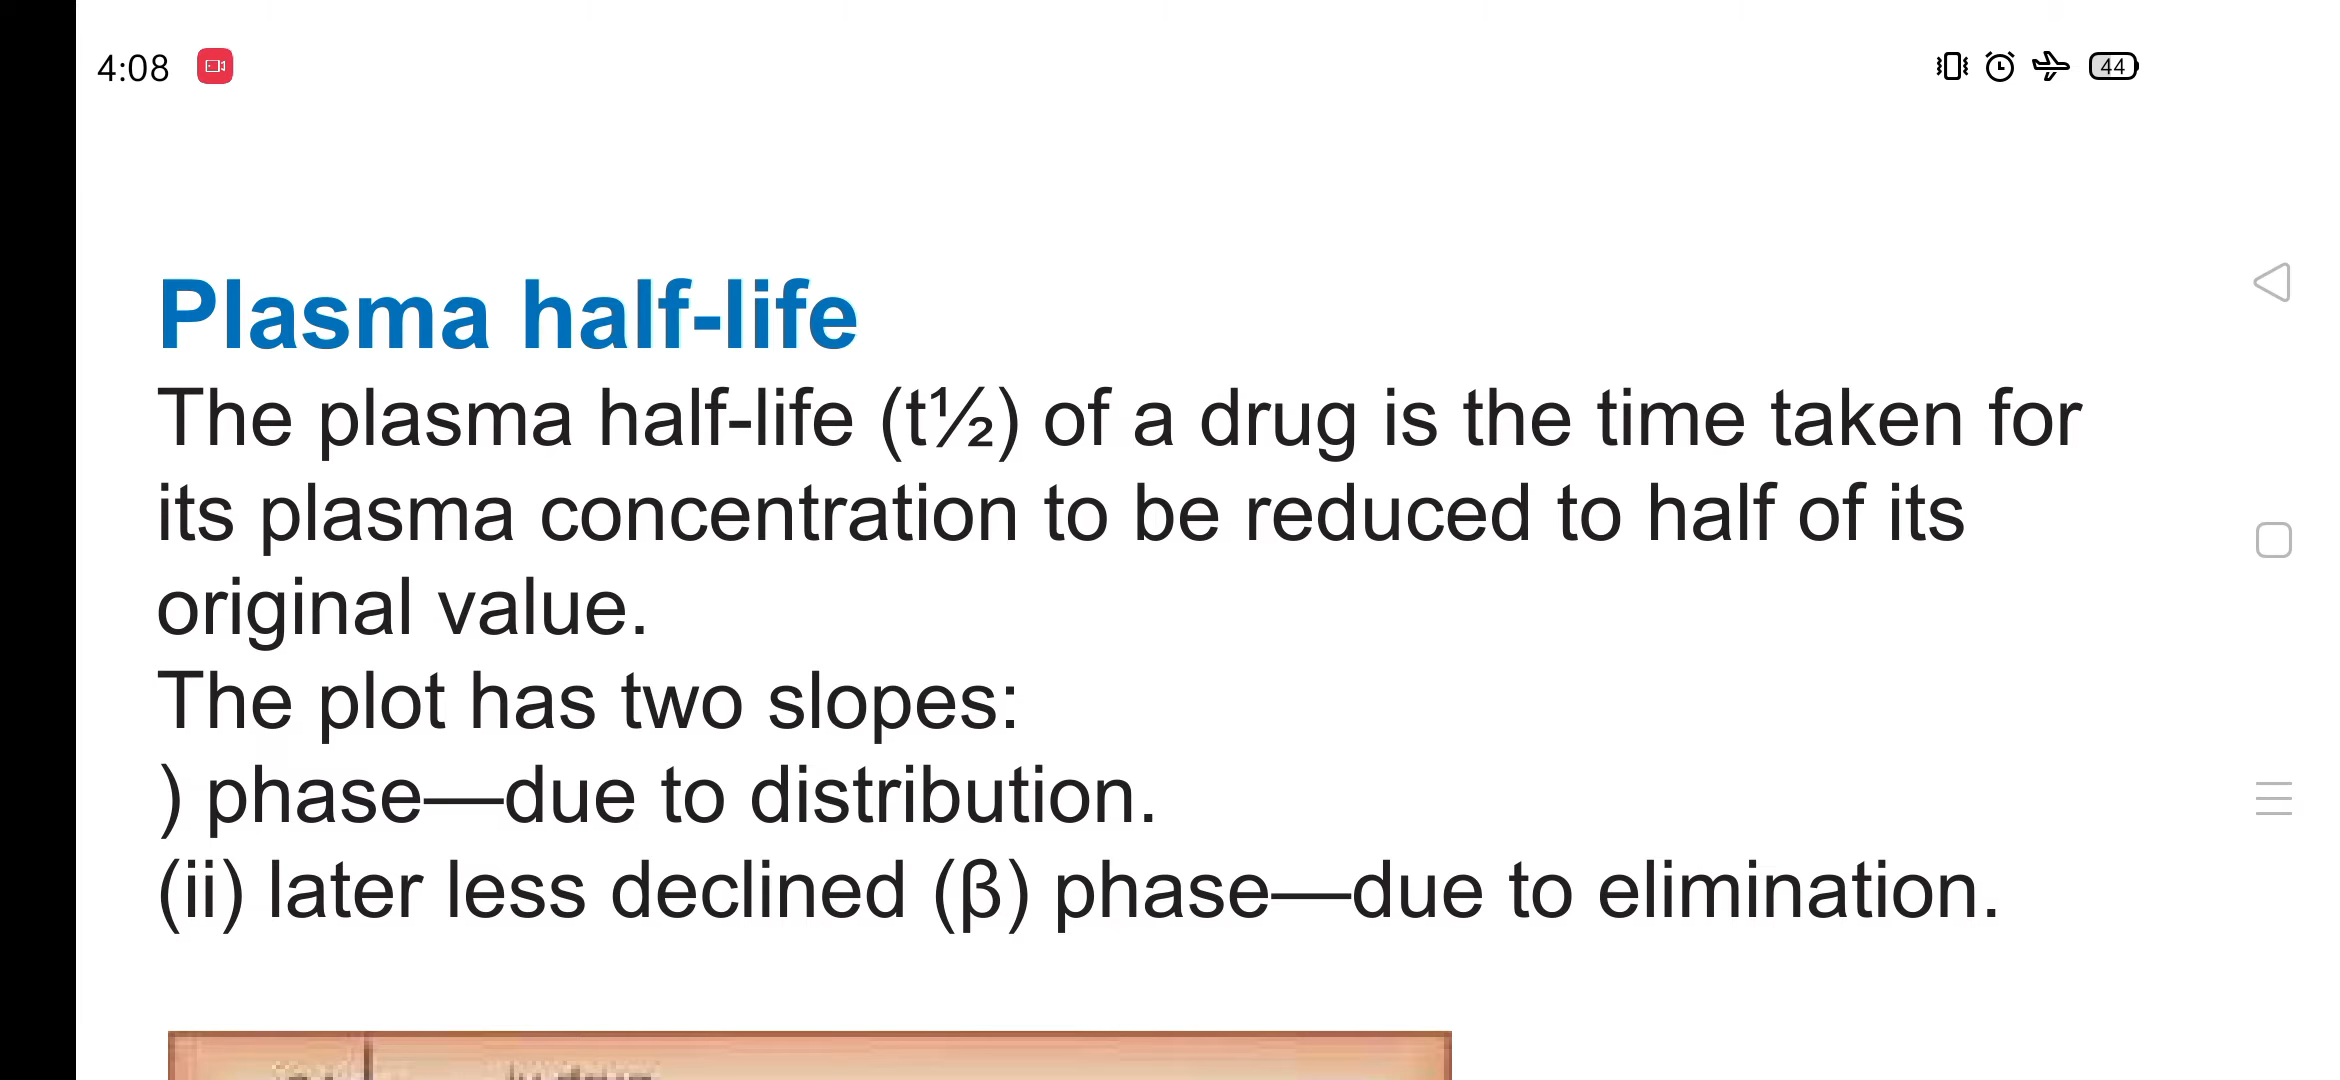 4:08
44
Plasma half-life
The plasma half-life (t½) of a drug is the time taken for
its plasma concentration to be reduced to half of its
original value.
The plot has two slopes:
) phase—due to distribution.
(ii) later less declined (β) phase—due to elimination.